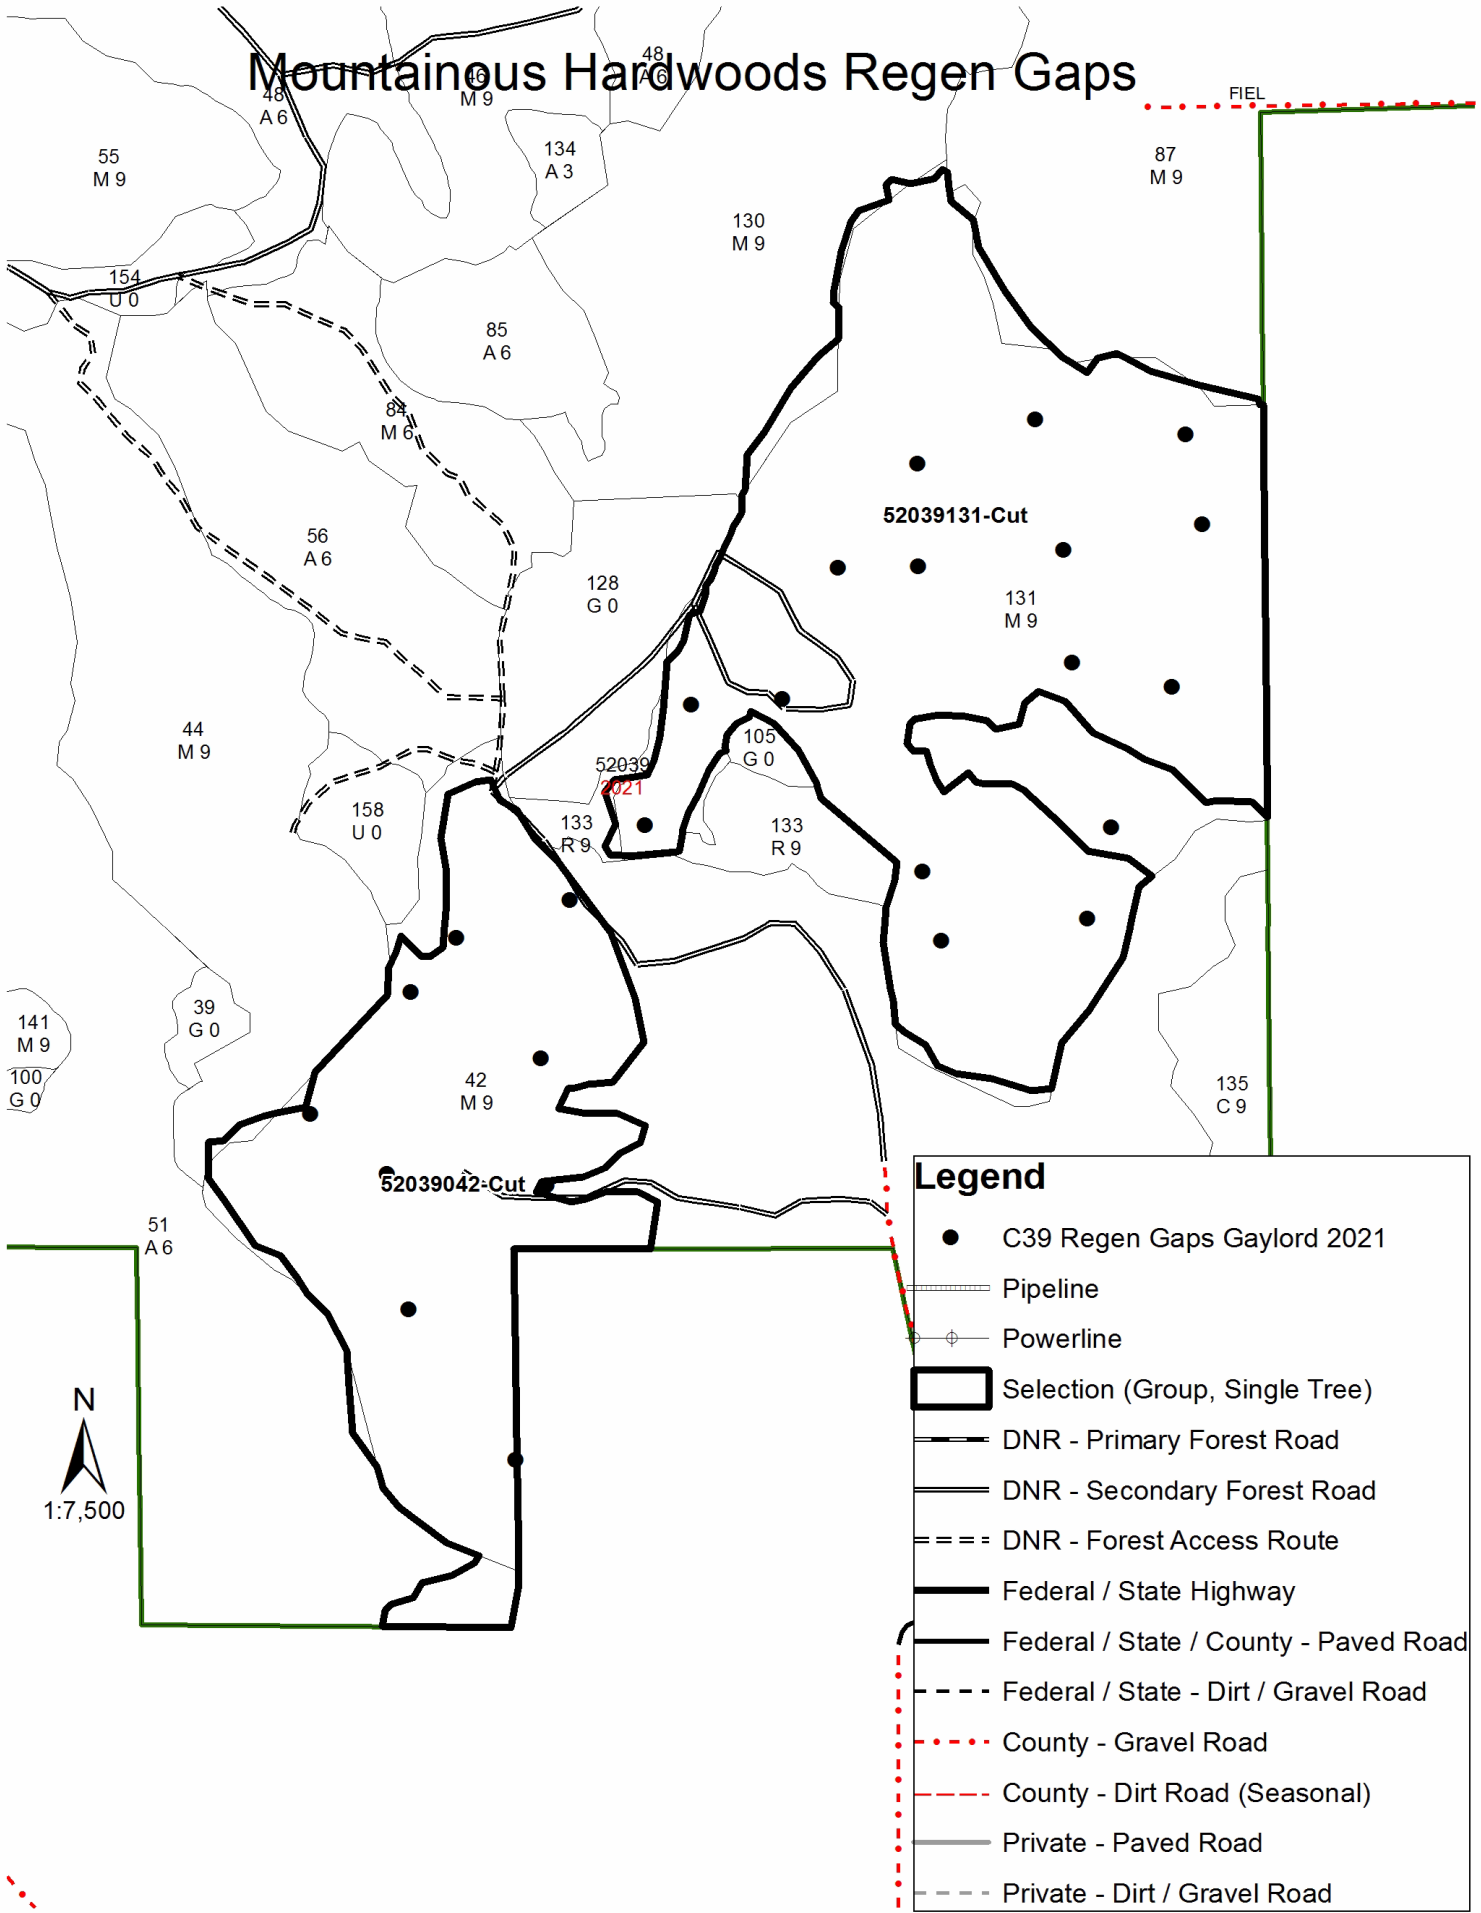 Mountainous Hardwoods Regen Gaps
48
A 6
46
M 9
48
A 6
FIEL
55
M 9
134
A 3
87
M 9
130
M 9
154
U 0
85
A 6
84
M 6
52039131-Cut
56
A 6
128
G 0
131
M 9
44
M 9
105
G 0
52039
2021
158
U 0
133
R 9
133
R 9
39
G 0
141
M 9
100
G 0
42
M 9
135
C 9
52039042-Cut
51
A 6
N
1:7,500
Legend
C39 Regen Gaps Gaylord 2021
Pipeline
Powerline
Selection (Group, Single Tree)
DNR - Primary Forest Road
DNR - Secondary Forest Road
DNR - Forest Access Route
Federal / State Highway
Federal / State / County - Paved Road
Federal / State - Dirt / Gravel Road
County - Gravel Road
County - Dirt Road (Seasonal)
Private - Paved Road
Private - Dirt / Gravel Road